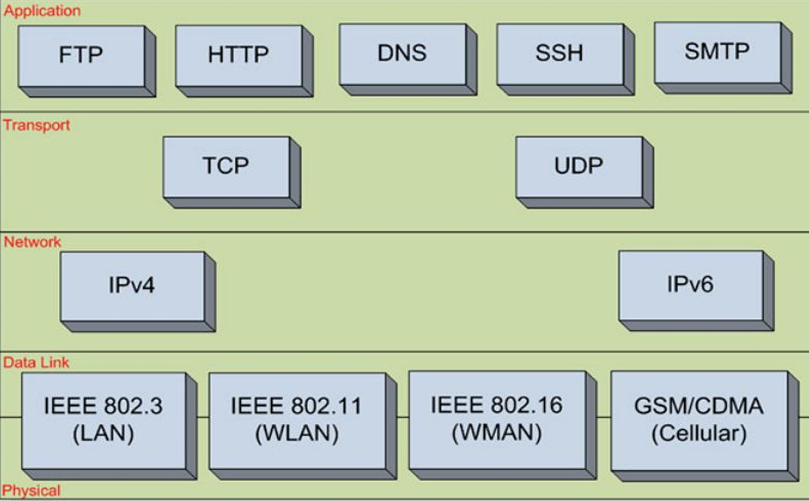 Application
FTP
HTTP
DNS
SSH
SMTP
Transport
TCP
UDP
Network
IPv4
IPv6
Data Link
IEEE 802.3
(LAN)
IEEE 802.11
(WLAN)
IEEE 802.16
(WMAN)
GSM/CDMA
(Cellular)
Physical